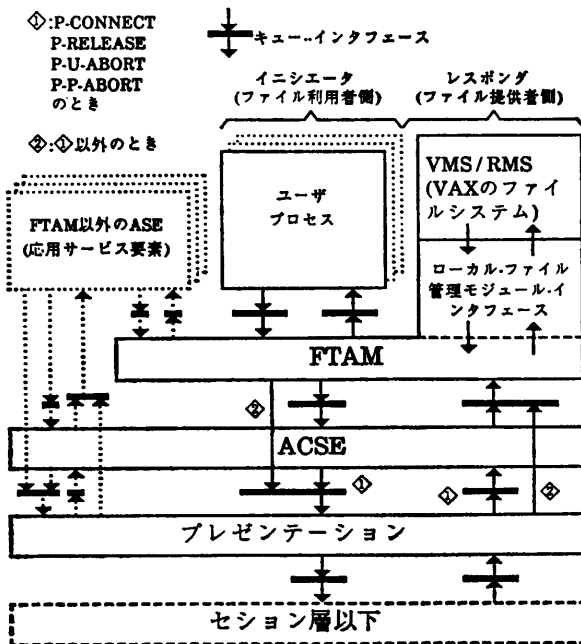 ①:P-CONNECT
P-RELEASE
P-U-ABORT
P-P-ABORT
のとき
②:①以外のとき
キュー・インタフェース
イニシエータ
(ファイル利用者側)
レスポンダ
(ファイル提供者側)
FTAM以外のASE
(応用サービス要素)
ユーザ
プロセス
VMS/RMS
(VAXのファイ
ルシステム)
ローカル・ファイル
管理モジュール・イ
ンタフェース
FTAM
②
ACSE
①
①
②
プレゼンテーション
セション層以下